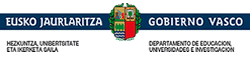 EUSKO JAURLARITZA GOBIERNO VASCO
HEZKUNTZA, UNIBERTSITATE
ETA IKERKETA SAILA
DEPARTAMENTO DE EDUCACIÓN,
UNIVERSIDADES E INVESTIGACIÓN